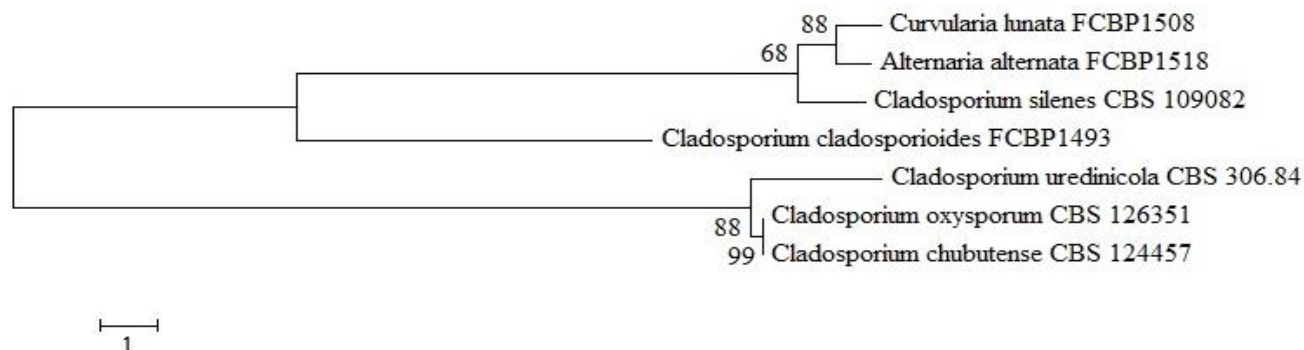 88
Curvularia lunata FCBP1508
68
Alternaria alternata FCBP1518
Cladosporium silenes CBS 109082
Cladosporium cladosporioides FCBP1493
Cladosporium uredinicola CBS 306.84
88
Cladosporium oxysporum CBS 126351
99
Cladosporium chubutense CBS 124457
1